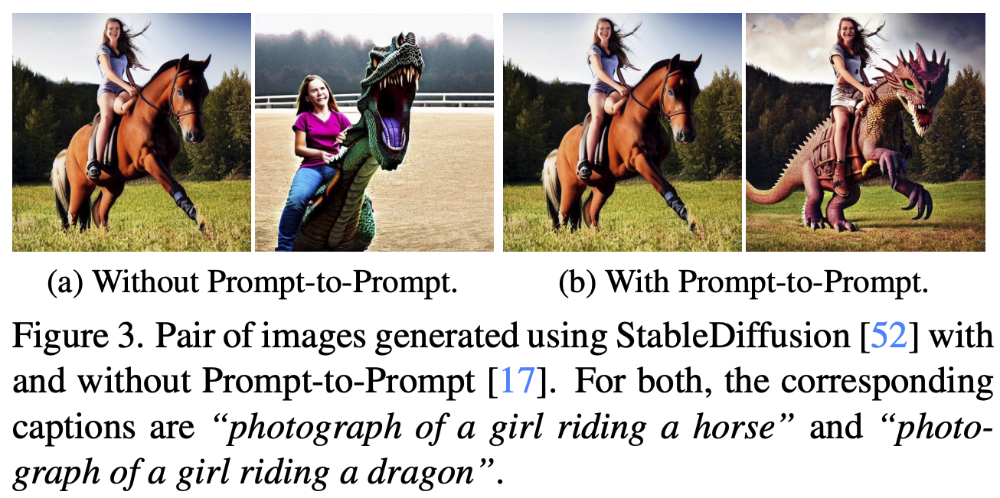 (a) Without Prompt-to-Prompt.
(b) With Prompt-to-Prompt.
Figure 3. Pair of images generated using StableDiffusion [52] with
and without Prompt-to-Prompt [17]. For both, the corresponding
captions are “photograph of a girl riding a horse” and “photo-
graph of a girl riding a dragon”.